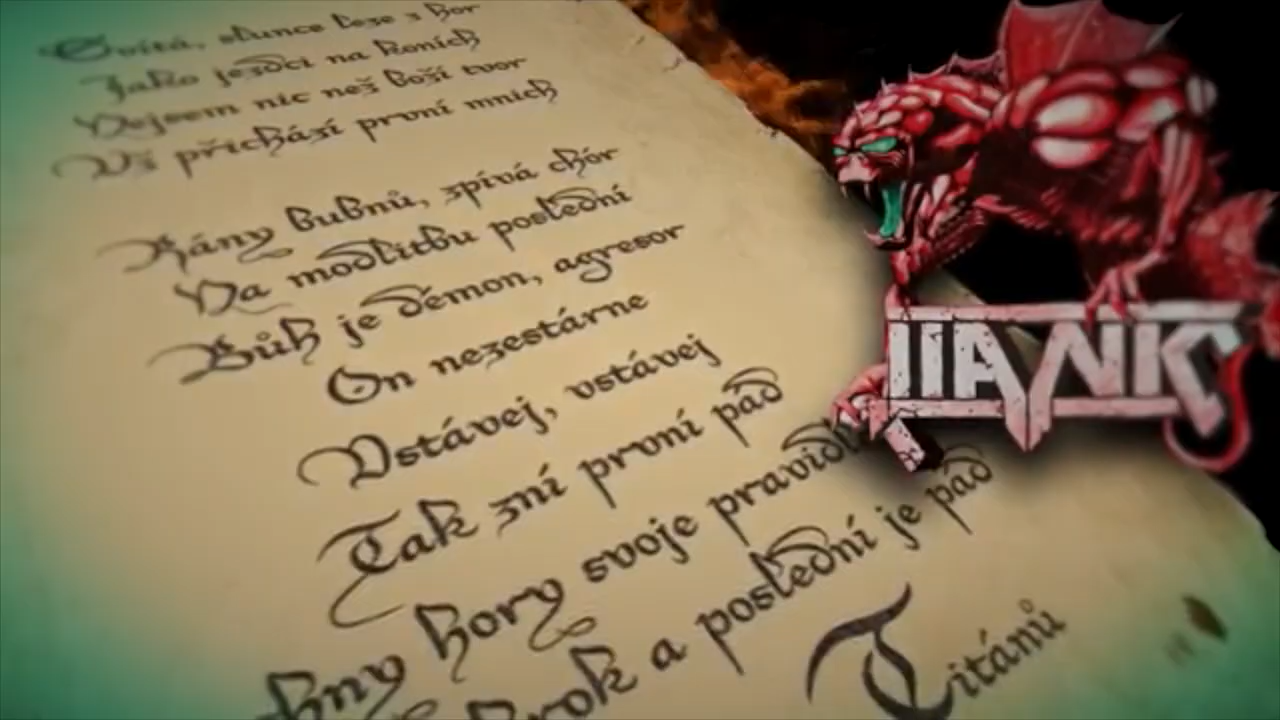 Svítá, slunce leze z hor
Jako jezdci na koních
Nejsem nic než boží tvor
Už přichází první mnich
Rány bubnů, zpívá chór
Na modlitbu poslední
Bůh je démon, agresor
On nezestárne
Vstávej, vstávej
Tak zní první pád
hory svoje
krok a poslední je pád
Titánů